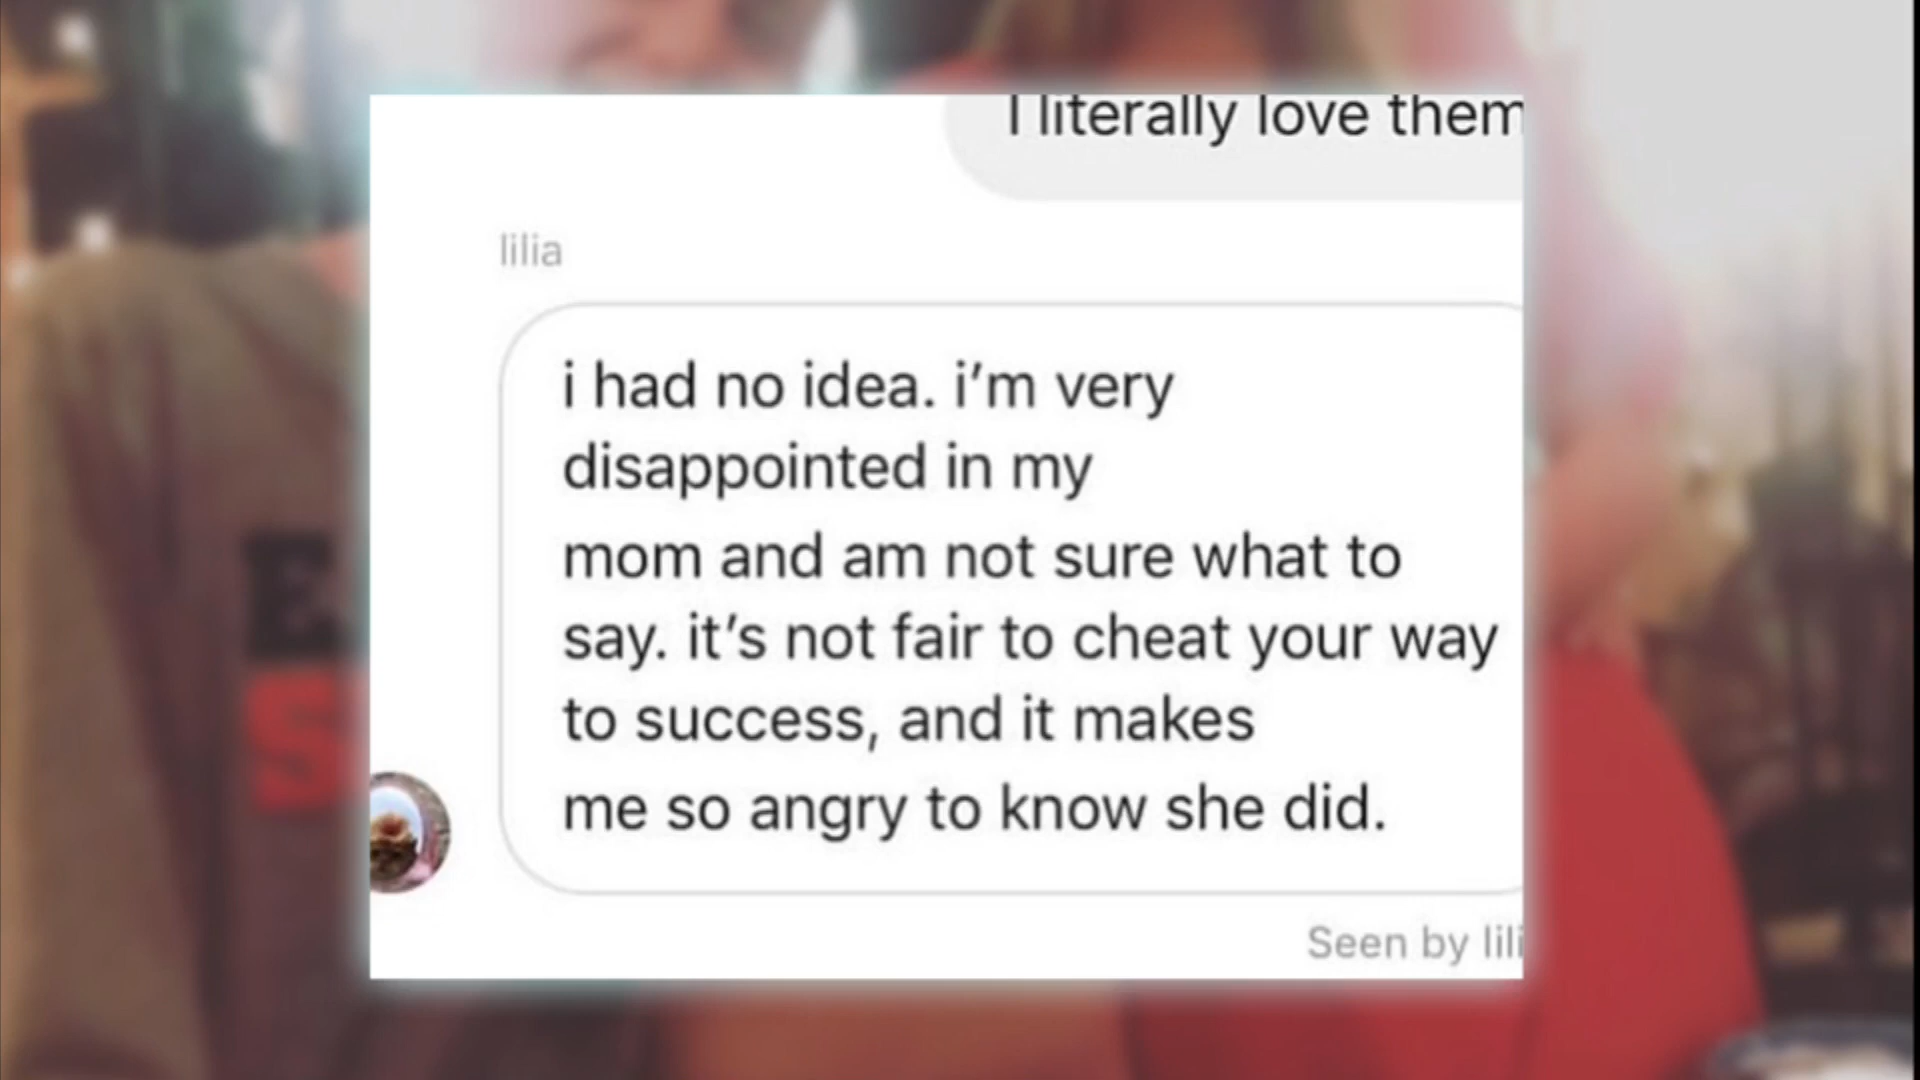 I literally love them
lilia
i had no idea. i'm very
disappointed in my
mom and am not sure what to
say. it's not fair to cheat your way
to success, and it makes
me so angry to know she did.
Seen by lili
E
S